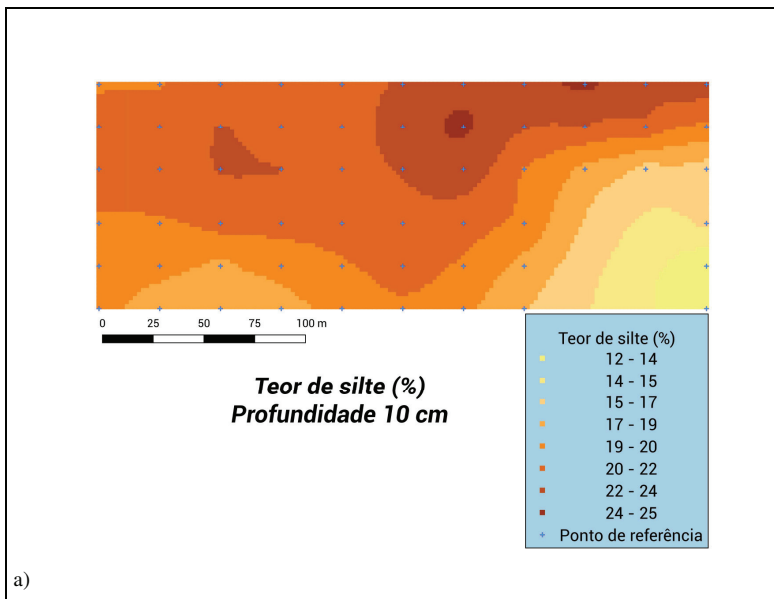 0 25 50 75 100 m
Teor de silte (%)
Profundidade 10 cm
Teor de silte (%)
12 - 14
14 - 15
15 - 17
17 - 19
19 - 20
20 - 22
22 - 24
24 - 25
Ponto de referência
a)